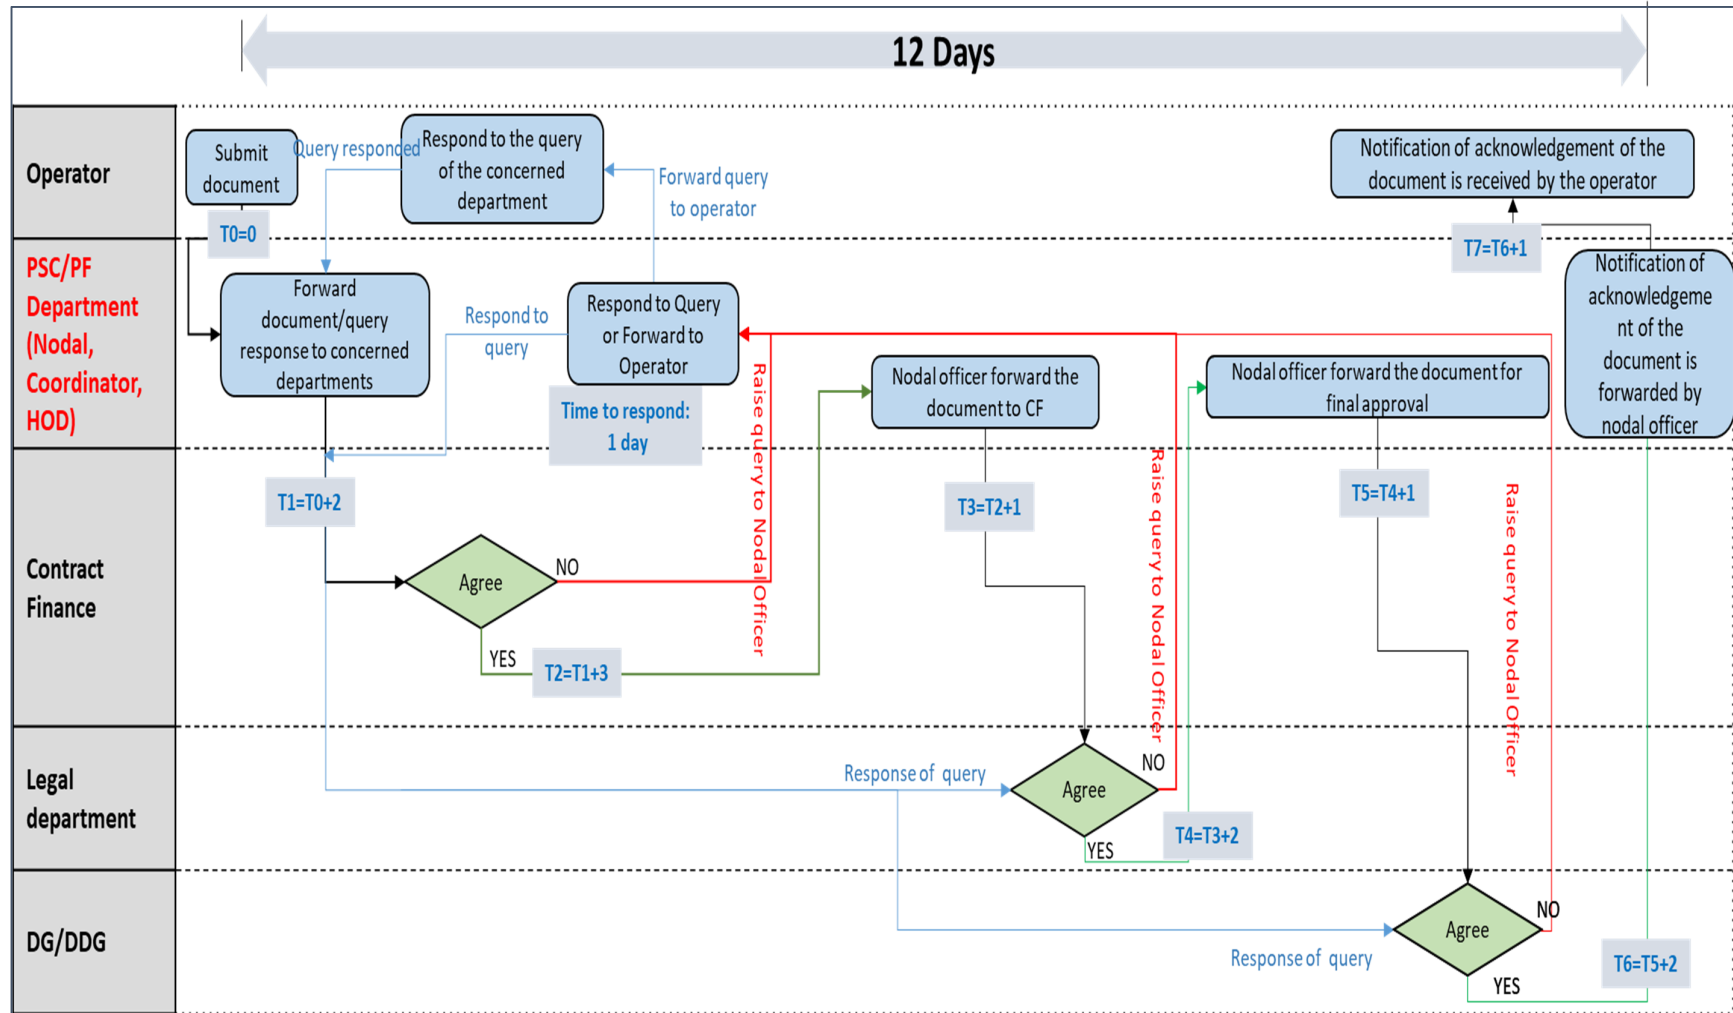 12 Days
Operator
Submit
document
T0=0
Query responded
Respond to the query
of the concerned
department
Forward query
to operator
Notification of acknowledgement of the
document is received by the operator
T7=T6+1
PSC/PF
Department
(Nodal,
Coordinator,
HOD)
Forward
document/query
response to concerned
departments
Respond to
query
Respond to Query
or Forward to
Operator
Time to respond:
1 day
Raise query to Nodal Officer
Nodal officer forward the
document to CF
Raise query to Nodal Officer
Nodal officer forward the document for
final approval
Notification of
acknowledgeme
nt of the
document is
forwarded by
nodal officer
Contract
Finance
T1=T0+2
Agree
NO
YES
T2=T1+3
T3=T2+1
T5=T4+1
Raise query to Nodal Officer
Legal
department
Response of query
Agree
NO
YES
T4=T3+2
DG/DDG
Response of query
Agree
NO
YES
T6=T5+2